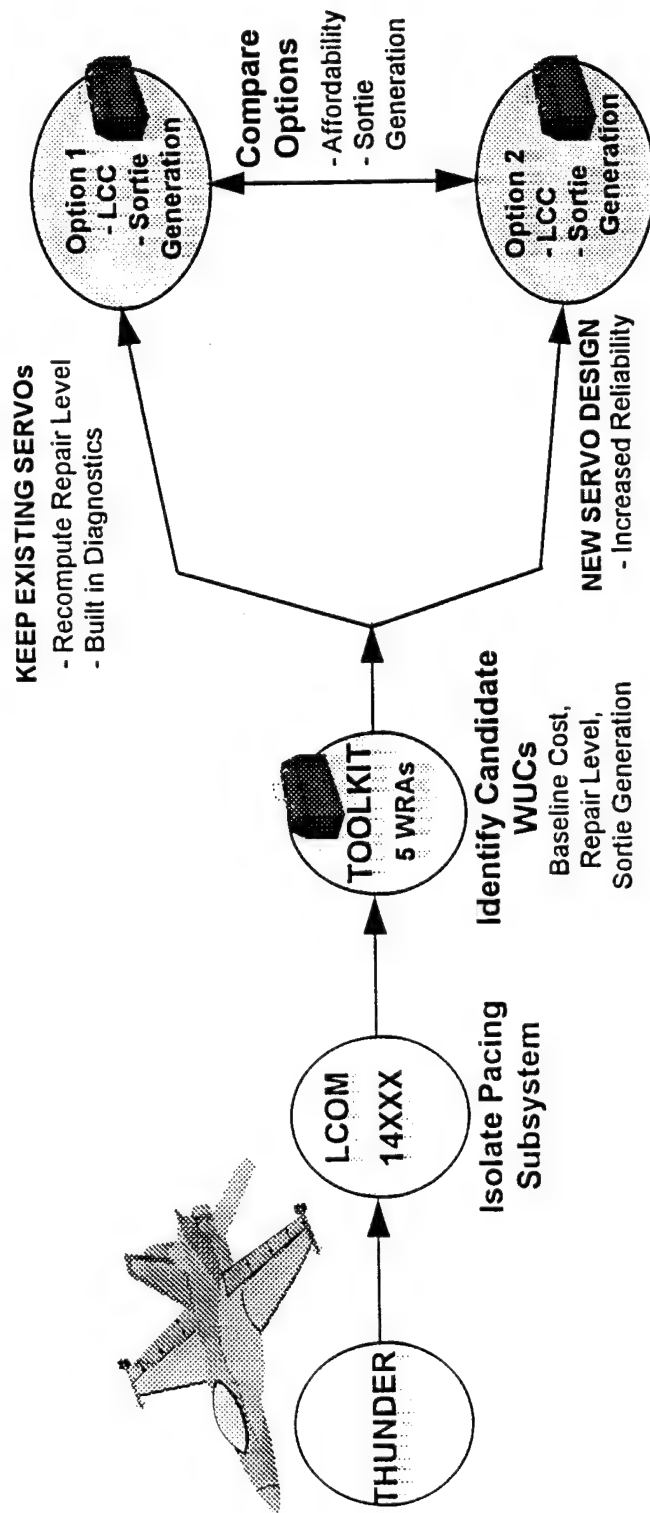 THUNDER
LCOM
14XXX
Isolate Pacing
Subsystem
TOOLKIT
5 WRAs
Identify Candidate
WUCs
Baseline Cost,
Repair Level,
Sortie Generation
KEEP EXISTING SERVOs
- Recompute Repair Level
- Built in Diagnostics
NEW SERVO DESIGN
- Increased Reliability
Option 1
- LCC
- Sortie
Generation
Compare
Options
- Affordability
- Sortie
Generation
Option 2
- LCC
- Sortie
Generation